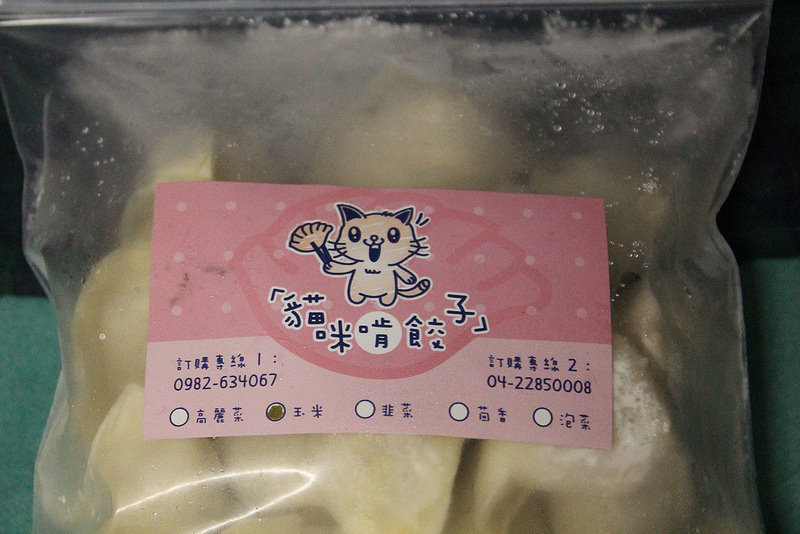 「貓咪啃餃子」
訂購專線 1：
0982-634067
訂購專線 2：
04-22850008
高麗菜 玉米 韭菜 茴香 泡菜